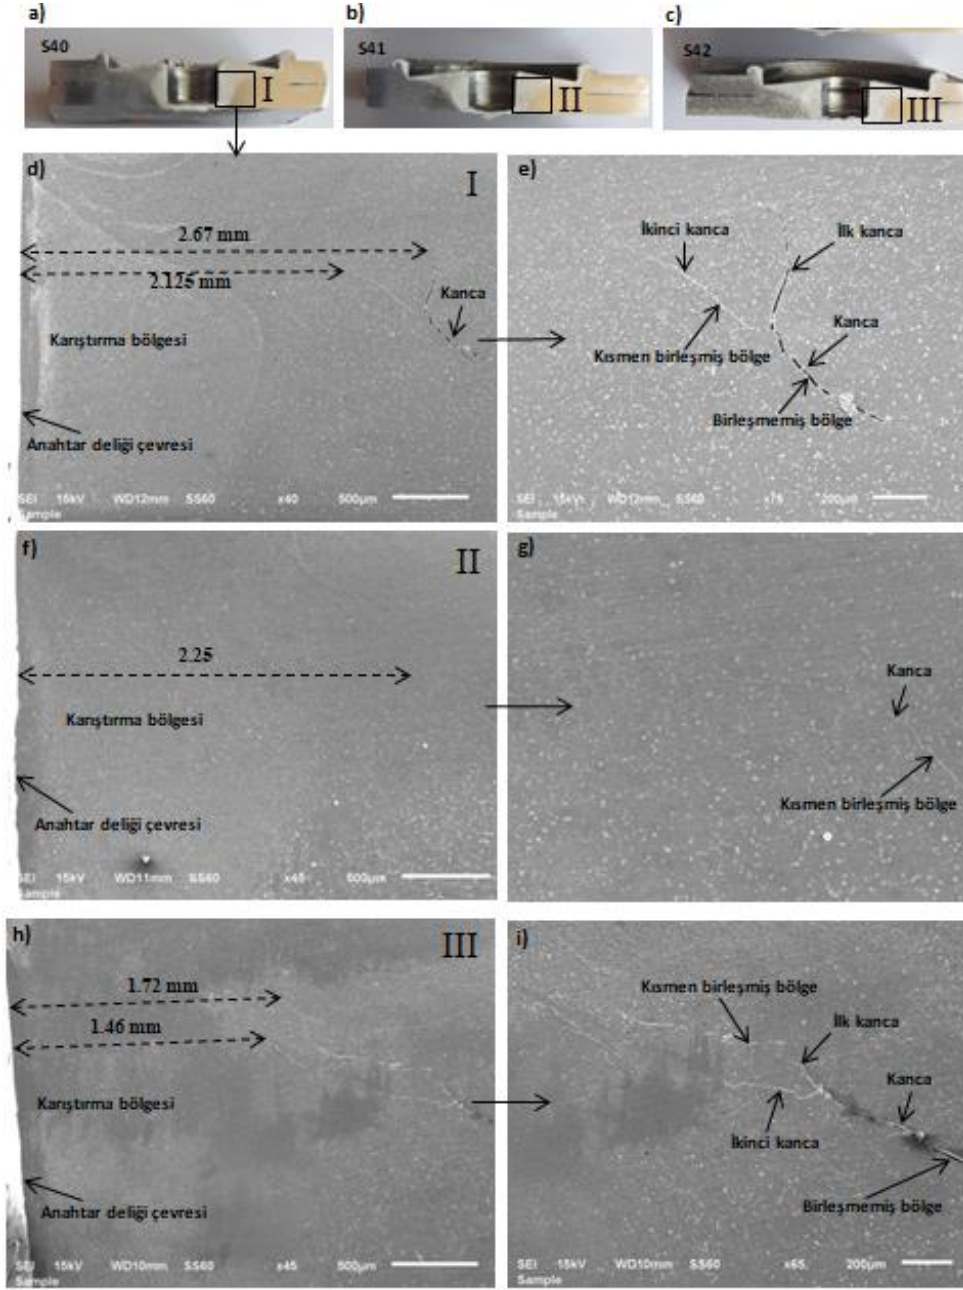 a)
b)
c)
S40
S41
S42
I
II
III
d)
I
2.67 mm
2.125 mm
Kanca
Karıştırma bölgesi
Anahtar deliği çevresi
SEI 15kV WD12mm SS60 x40 500µm
Sample
e)
İkinci kanca
İlk kanca
Kanca
Kısmen birleşmiş bölge
Birleşmemiş bölge
SEI 15kV WD12mm SS60 x75 200µm
Sample
f)
II
2.25
Karıştırma bölgesi
Anahtar deliği çevresi
SEI 15kV WD11mm SS60 x45 500µm
Sample
g)
Kanca
Kısmen birleşmiş bölge
h)
III
1.72 mm
1.46 mm
Karıştırma bölgesi
Anahtar deliği çevresi
SEI 15kV WD10mm SS60 x45 500µm
Sample
i)
Kısmen birleşmiş bölge
İlk kanca
Kanca
İkinci kanca
Birleşmemiş bölge
SEI 15kV WD10mm SS60 x65 200µm
Sample